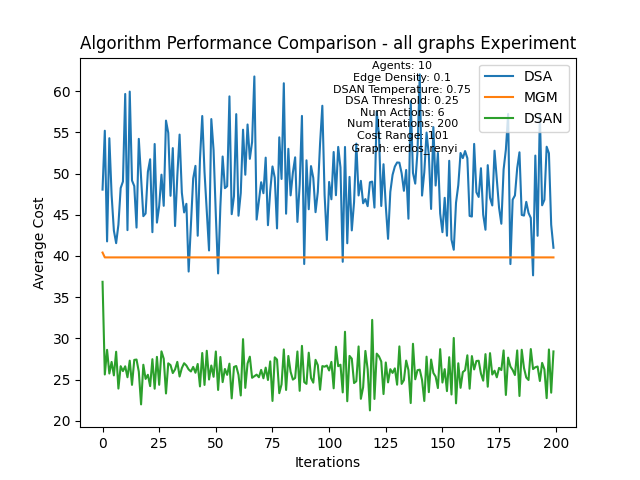 Algorithm Performance Comparison - all graphs Experiment
Agents: 10
Edge Density: 0.1
DSAN Temperature: 0.75
DSA Threshold: 0.25
Num Actions: 6
Num Iterations: 200
Cost Range: 101
Graph: erdos_renyi
DSA
MGM
DSAN
Average Cost
60
55
50
45
40
35
30
25
20
0
25
50
75
100
125
150
175
200
Iterations